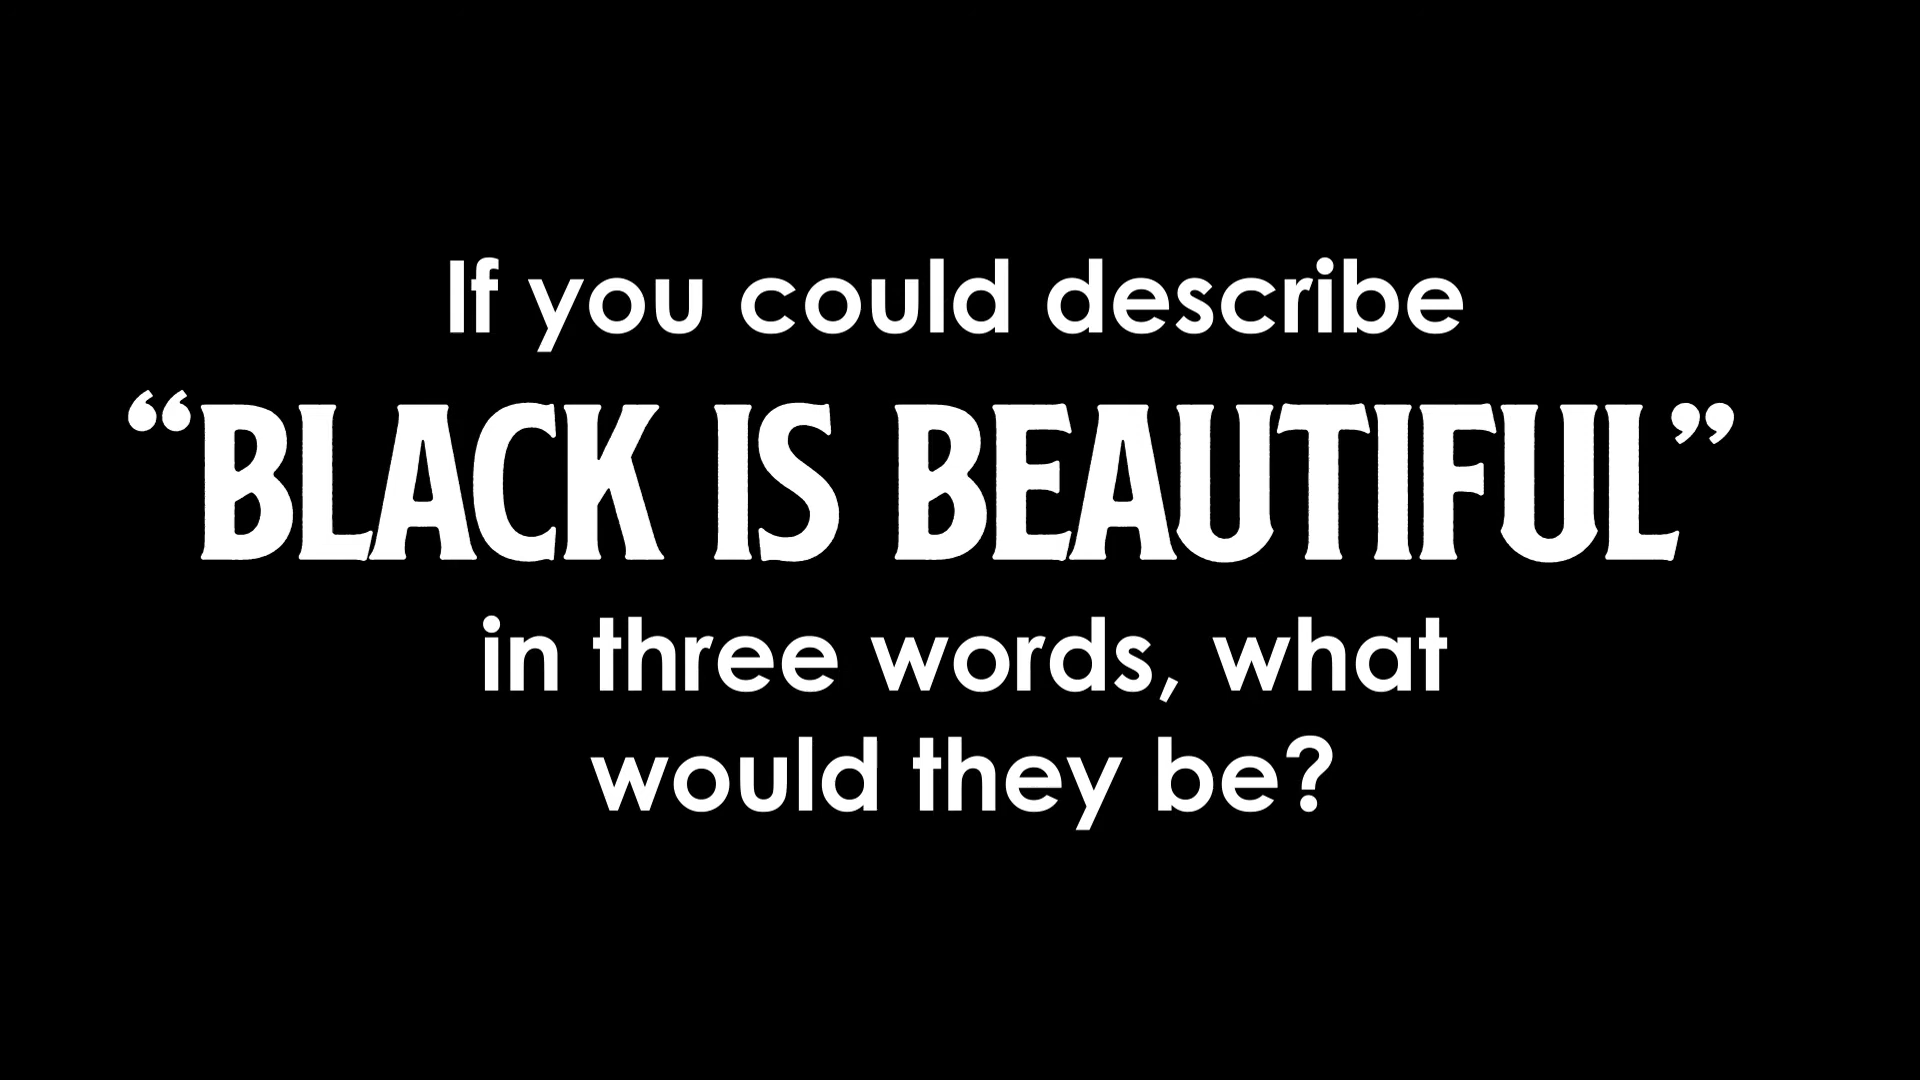 If you could describe
“BLACK IS BEAUTIFUL”
in three words, what
would they be?